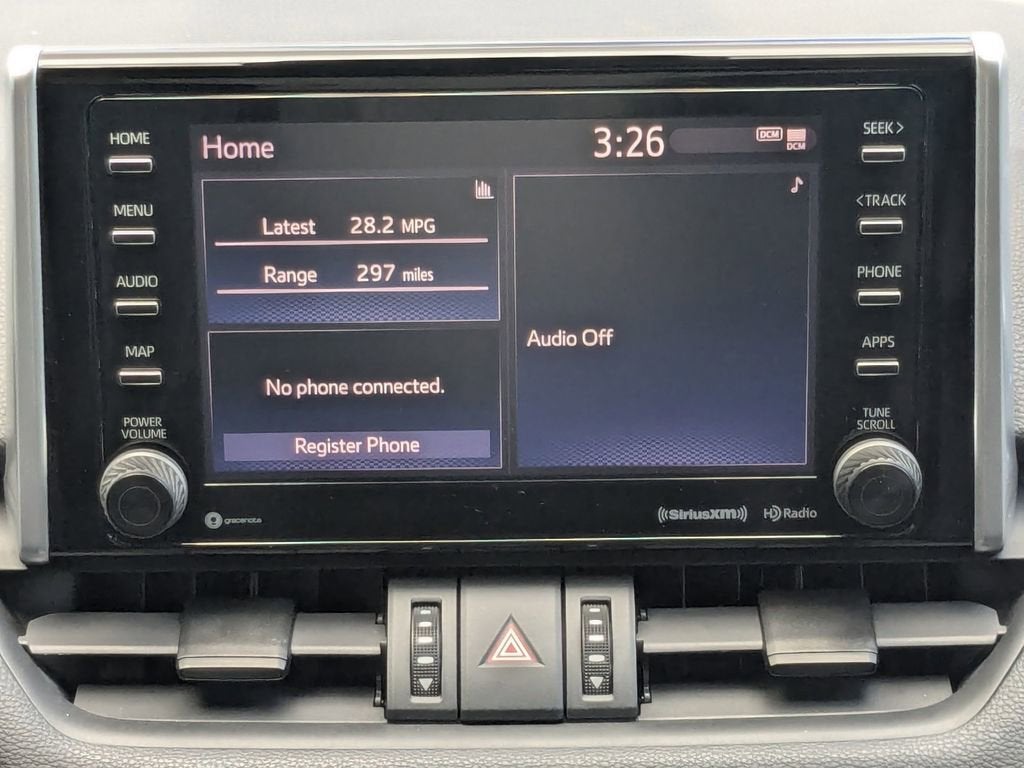 HOME
MENU
AUDIO
MAP
POWER
VOLUME
Home
3:26
DCM
DCM
Latest 28.2 MPG
Range 297 miles
No phone connected.
Register Phone
Audio Off
SEEK>
<TRACK
PHONE
APPS
TUNE
SCROLL
gracenote
((SiriusXM))
HD Radio